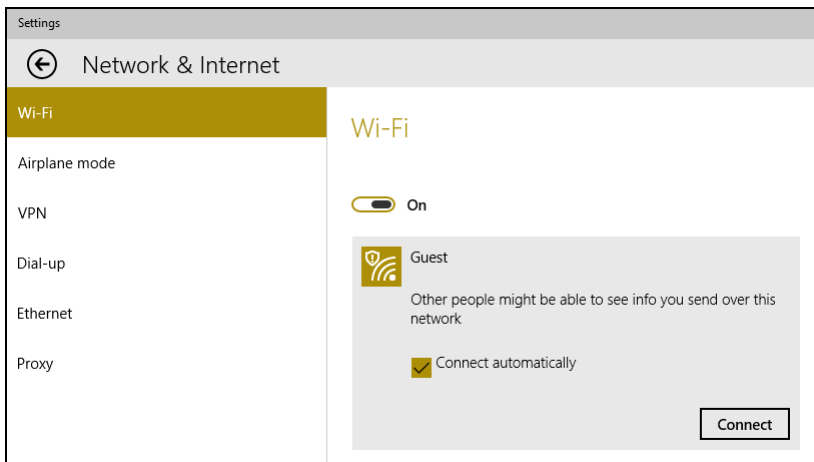 Settings
Network & Internet
Wi-Fi
Airplane mode
VPN
Dial-up
Ethernet
Proxy
Wi-Fi
On
Guest
Other people might be able to see info you send over this
network
Connect automatically
Connect